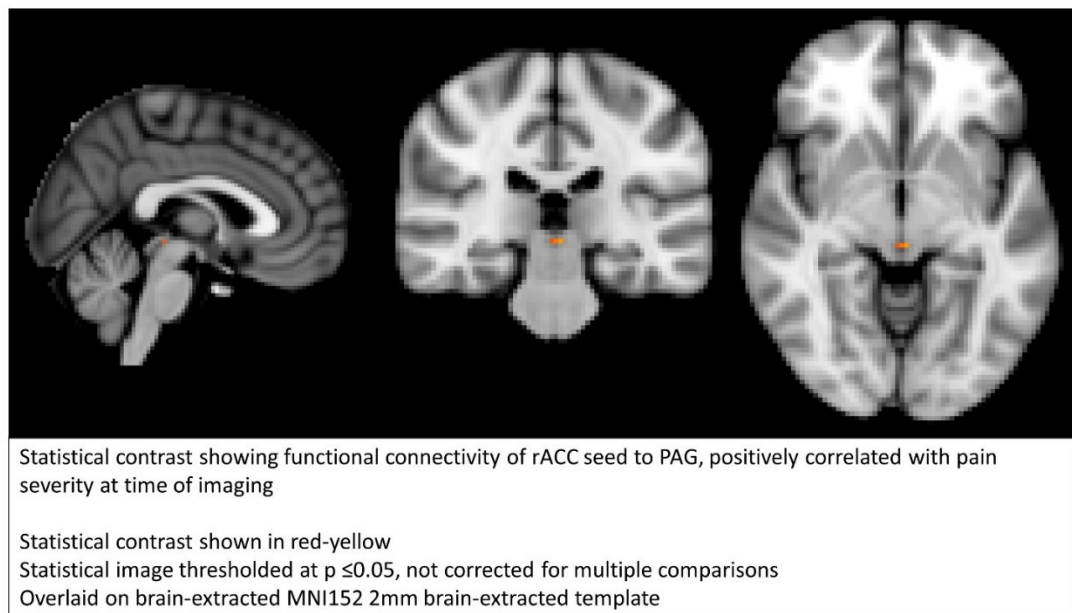 Statistical contrast showing functional connectivity of rACC seed to PAG, positively correlated with pain
severity at time of imaging
Statistical contrast shown in red-yellow
Statistical image thresholded at p ≤0.05, not corrected for multiple comparisons
Overlaid on brain-extracted MNI152 2mm brain-extracted template